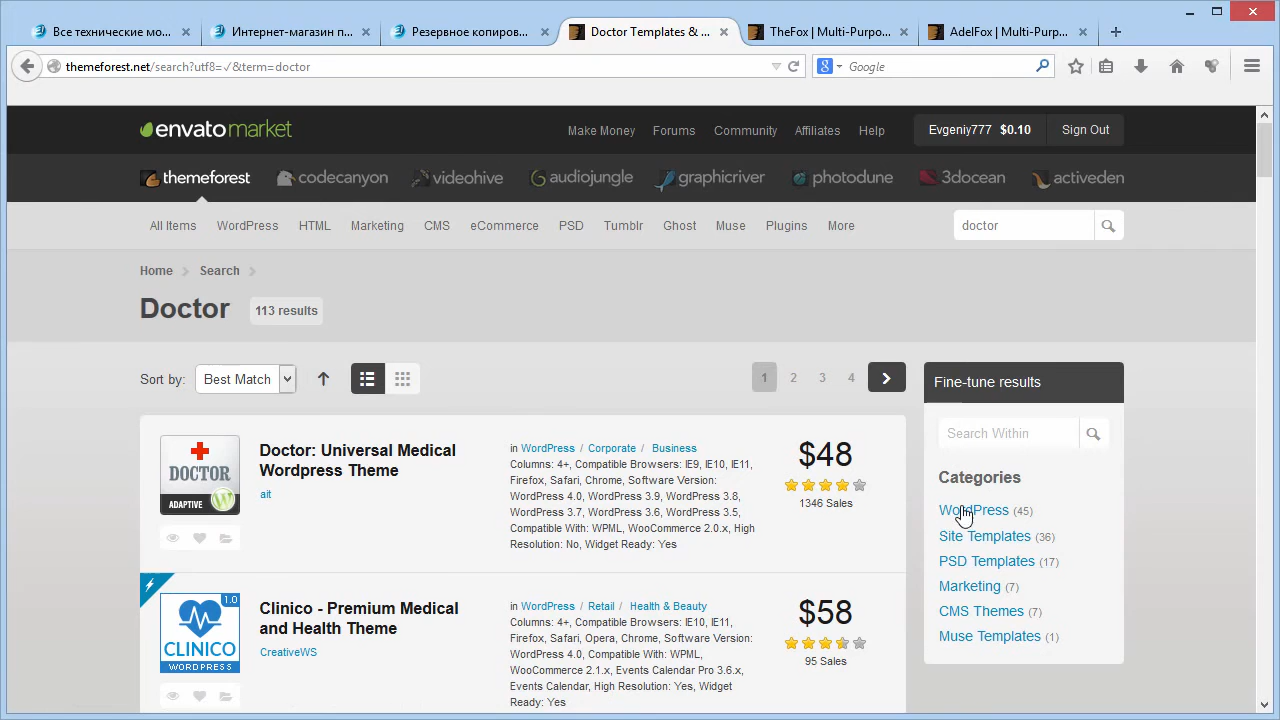 Все технические мо...
Интернет-магазин п...
Резервное копиров...
Doctor Templates & ...
TheFox | Multi-Purpo...
AdelFox | Multi-Purp...
themeforest.net/search?utf8=✓&term=doctor
Google
envatomarket
Make Money
Forums
Community
Affiliates
Help
Evgeniy777 $0.10
Sign Out
themeforest
codecanyon
videohive
audiojungle
graphicriver
photodune
3docean
activeden
All Items
WordPress
HTML
Marketing
CMS
eCommerce
PSD
Tumblr
Ghost
Muse
Plugins
More
doctor
Home
Search
Doctor
113 results
Sort by:
Best Match
1
2
3
4
Fine-tune results
Search Within
Categories
WordPress (45)
Site Templates (36)
PSD Templates (17)
Marketing (7)
CMS Themes (7)
Muse Templates (1)
DOCTOR
ADAPTIVE
Doctor: Universal Medical
Wordpress Theme
ait
in WordPress / Corporate / Business
Columns: 4+, Compatible Browsers: IE9, IE10, IE11,
Firefox, Safari, Chrome, Software Version:
WordPress 4.0, WordPress 3.9, WordPress 3.8,
WordPress 3.7, WordPress 3.6, WordPress 3.5,
Compatible With: WPML, WooCommerce 2.0.x, High
Resolution: No, Widget Ready: Yes
$48
1346 Sales
1.0
CLINICO
WORDPRESS
Clinico - Premium Medical
and Health Theme
CreativeWS
in WordPress / Retail / Health & Beauty
Columns: 4+, Compatible Browsers: IE10, IE11,
Firefox, Safari, Opera, Chrome, Software Version:
WordPress 4.0, Compatible With: WPML,
WooCommerce 2.1.x, Events Calendar Pro 3.6.x,
Events Calendar, High Resolution: Yes, Widget
Ready: Yes
$58
95 Sales